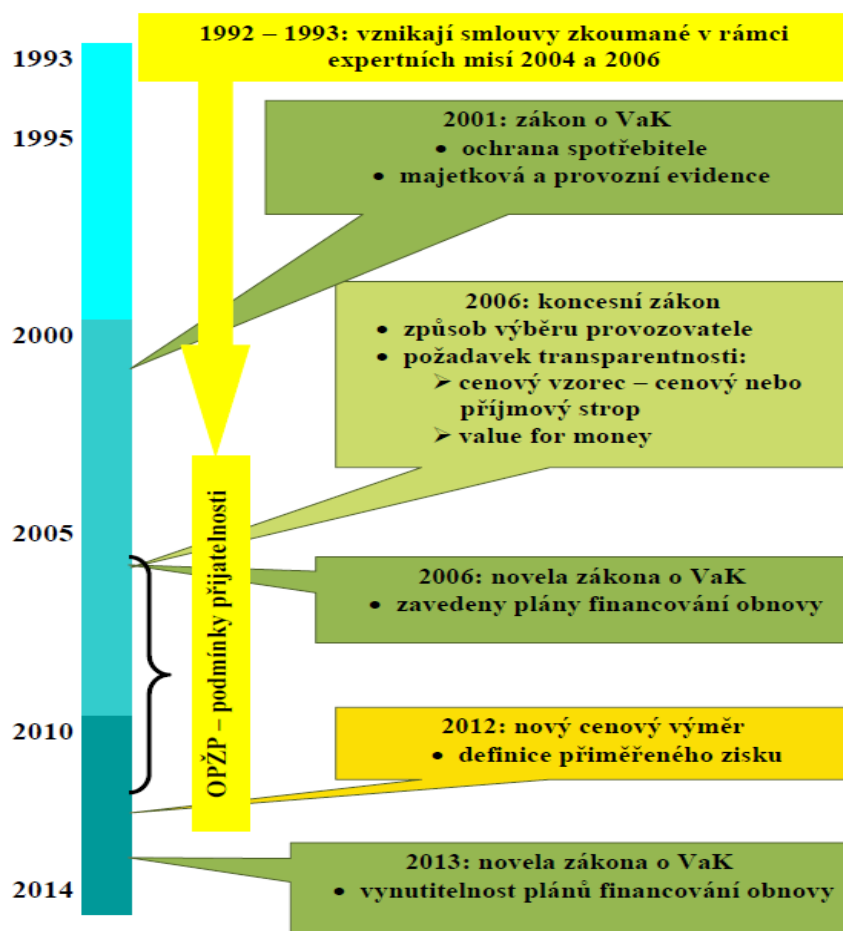 1992 – 1993: vznikají smlouvy zkoumané v rámci
expertních misí 2004 a 2006
1993
1995
2001: zákon o VaK
• ochrana spotřebitele
• majetková a provozní evidence
2000
2006: koncesní zákon
• způsob výběru provozovatele
• požadavek transparentnosti:
➢ cenový vzorec – cenový nebo
příjmový strop
➢ value for money
2005
OPŽP – podmínky přijatelnosti
2006: novela zákona o VaK
• zavedeny plány financování obnovy
2010
2012: nový cenový výměr
• definice přiměřeného zisku
2013: novela zákona o VaK
• vynutitelnost plánů financování obnovy
2014